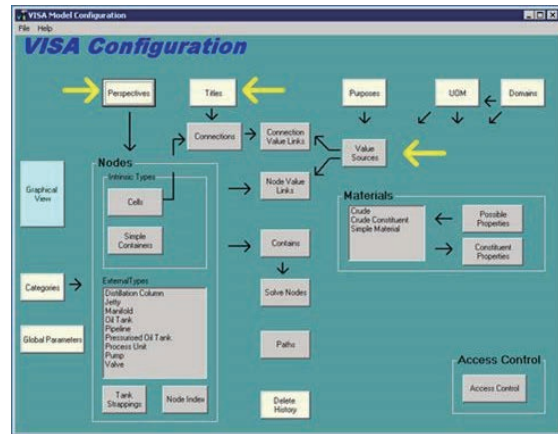 VISA Model Configuration
File Help
VISA Configuration
Perspectives
Titles
Purposes
UOM
Domains
Connections
Connection
Value Links
Value
Sources
Nodes
Intrinsic Types
Cells
Simple
Containers
Node Value
Links
Graphical
View
Materials
Crude
Crude Constituent
Simple Material
Possible
Properties
Constituent
Properties
Contains
Categories
ExternalTypes
Distillation Column
Jetty
Manifold
Oil Tank
Pipeline
Pressurised Oil Tank
Process Unit
Pump
Valve
Solve Nodes
Global Parameters
Paths
Tank
Strappings
Node Index
Delete
History
Access Control
Access Control